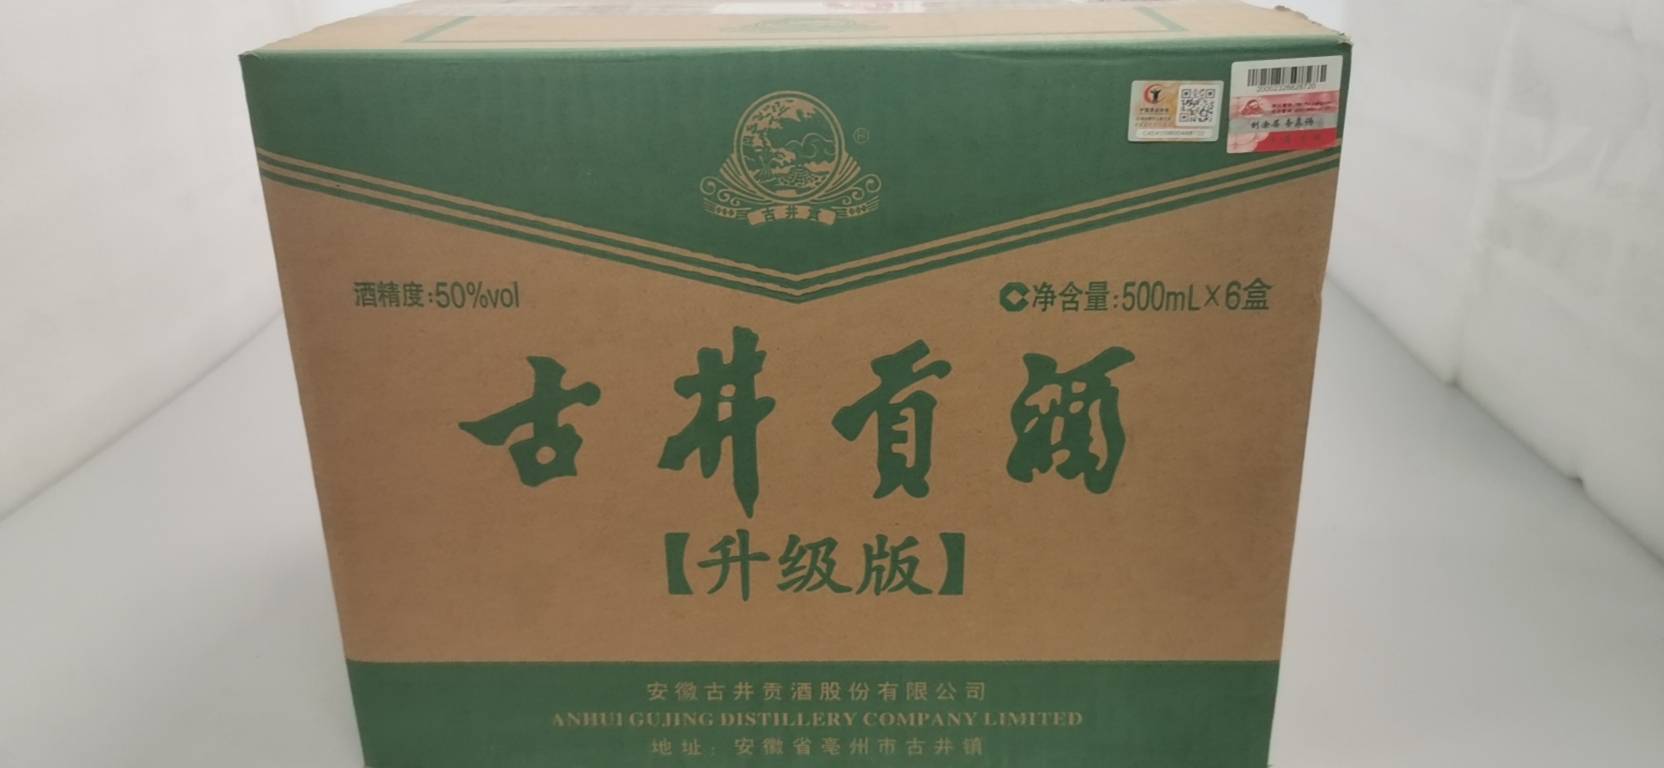 古井贡
酒精度:50%vol
净含量:500mL×6盒
古井贡酒
【升级版】
安徽古井贡酒股份有限公司
ANHUI GUJING DISTILLERY COMPANY LIMITED
地址：安徽省亳州市古井镇